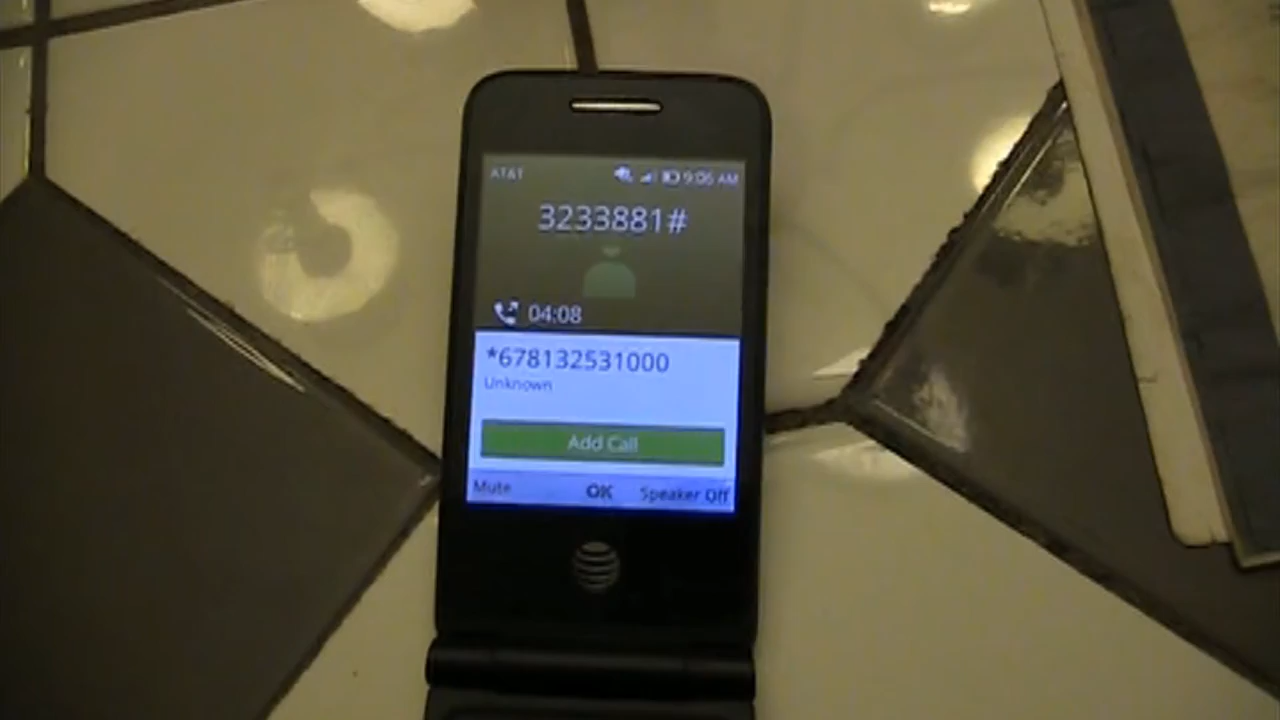 AT&T 9:06 AM
3233881#
04:08
*678132531000
Unknown
Add Call
Mute OK Speaker Off